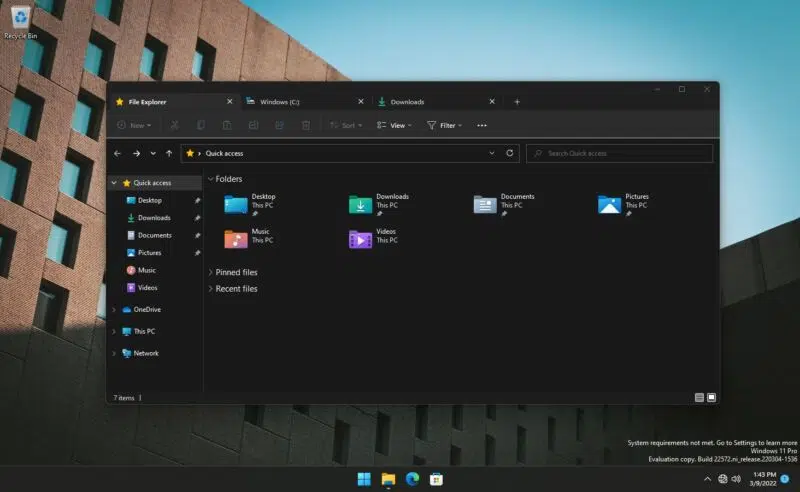 Recycle Bin
File Explorer
Windows (C:)
Downloads
New
Sort
View
Filter
Quick access
Search Quick access
Quick access
Desktop
Downloads
Documents
Pictures
Music
Videos
OneDrive
This PC
Network
Folders
Desktop
This PC
Downloads
This PC
Documents
This PC
Pictures
This PC
Music
This PC
Videos
This PC
Pinned files
Recent files
7 items
System requirements not met. Go to Settings to learn more
Windows 11 Pro
Evaluation copy. Build 22572.ni_release.220304-1536
1:43 PM
3/9/2022
1